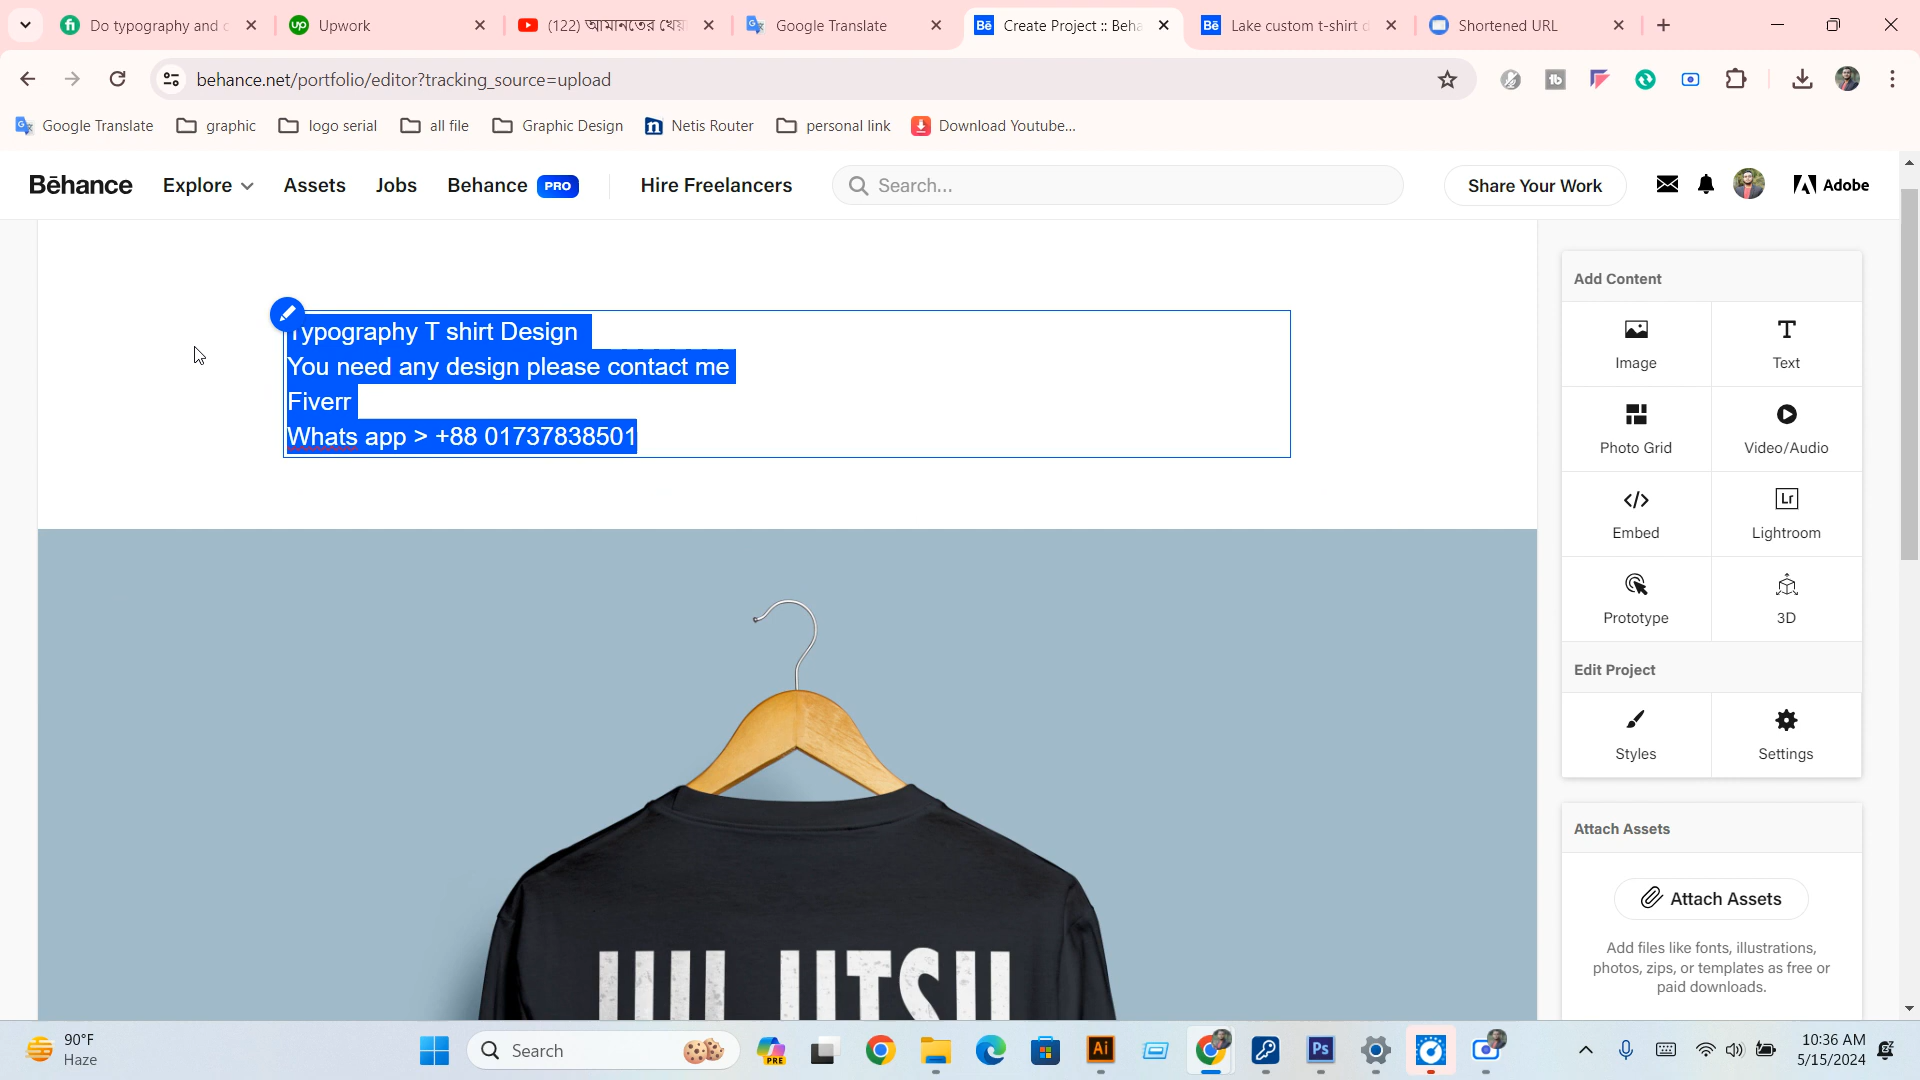 Do typography and c
Upwork
(122) আমানতের খেয়া
Google Translate
Create Project :: Beha
Lake custom t-shirt d
Shortened URL
behance.net/portfolio/editor?tracking_source=upload
Google Translate
graphic
logo serial
all file
Graphic Design
Netis Router
personal link
Download Youtube...
Bēhance
Explore
Assets
Jobs
Behance PRO
Hire Freelancers
Search...
Share Your Work
Adobe
Typography T shirt Design
You need any design please contact me
Fiverr
Whats app > +88 01737838501
Add Content
Image
Text
Photo Grid
Video/Audio
Embed
Lr
Lightroom
Prototype
3D
Edit Project
Styles
Settings
Attach Assets
Attach Assets
Add files like fonts, illustrations,
photos, zips, or templates as free or
paid downloads.
90°F
Haze
Search
PRE
Ai
Ps
10:36 AM
5/15/2024